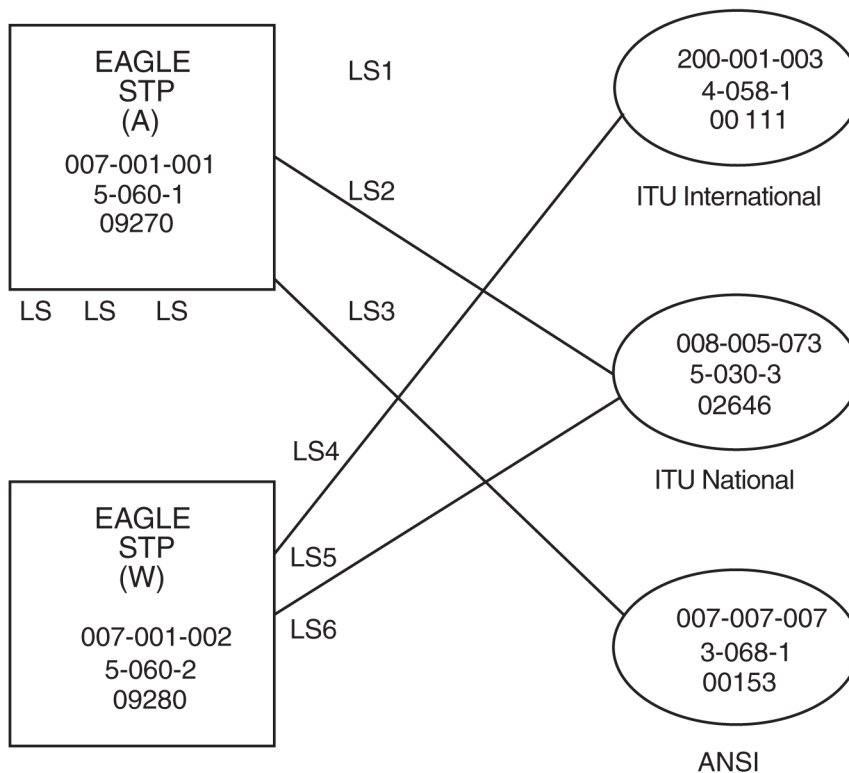 EAGLE
STP
(A)
007-001-001
5-060-1
09270
LS LS LS
LS1
LS2
LS3
LS4
LS5
LS6
EAGLE
STP
(W)
007-001-002
5-060-2
09280
200-001-003
4-058-1
00 111
ITU International
008-005-073
5-030-3
02646
ITU National
007-007-007
3-068-1
00153
ANSI